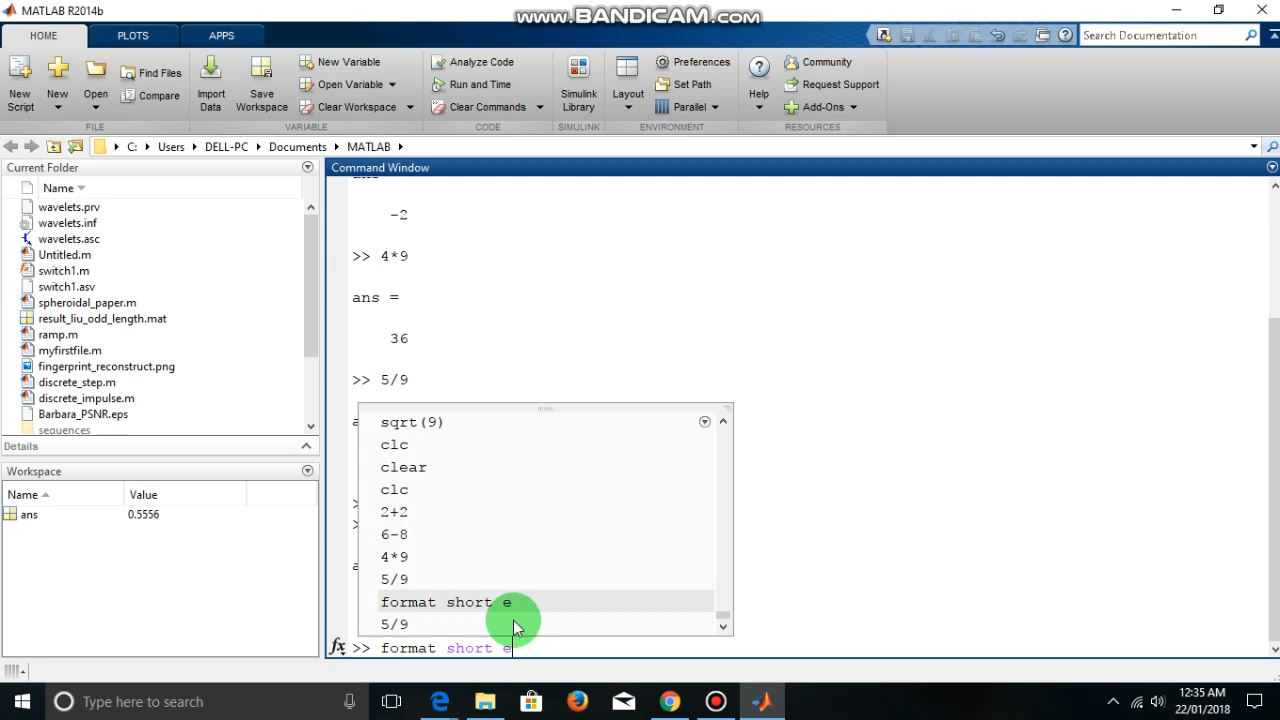 MATLAB R2014b
www.BANDICAM.com
HOME PLOTS APPS
Search Documentation
New Script
New
Open
Find Files
Compare
FILE
Import Data
Save Workspace
New Variable
Open Variable
Clear Workspace
VARIABLE
Analyze Code
Run and Time
Clear Commands
CODE
Simulink Library
SIMULINK
Layout
Preferences
Set Path
Parallel
ENVIRONMENT
Help
Community
Request Support
Add-Ons
RESOURCES
C: Users DELL-PC Documents MATLAB
Current Folder
Name
wavelets.prv
wavelets.inf
wavelets.asc
Untitled.m
switch1.m
switch1.asv
spheroidal_paper.m
result_liu_odd_length.mat
ramp.m
myfirstfile.m
fingerprint_reconstruct.png
discrete_step.m
discrete_impulse.m
Barbara_PSNR.eps
sequences
Details
Workspace
Name Value
ans 0.5556
Command Window
-2
>> 4*9
ans =
36
>> 5/9
sqrt(9)
clc
clear
clc
2+2
6-8
4*9
5/9
format short e
5/9
fx >> format short e
Type here to search
12:35 AM
22/01/2018